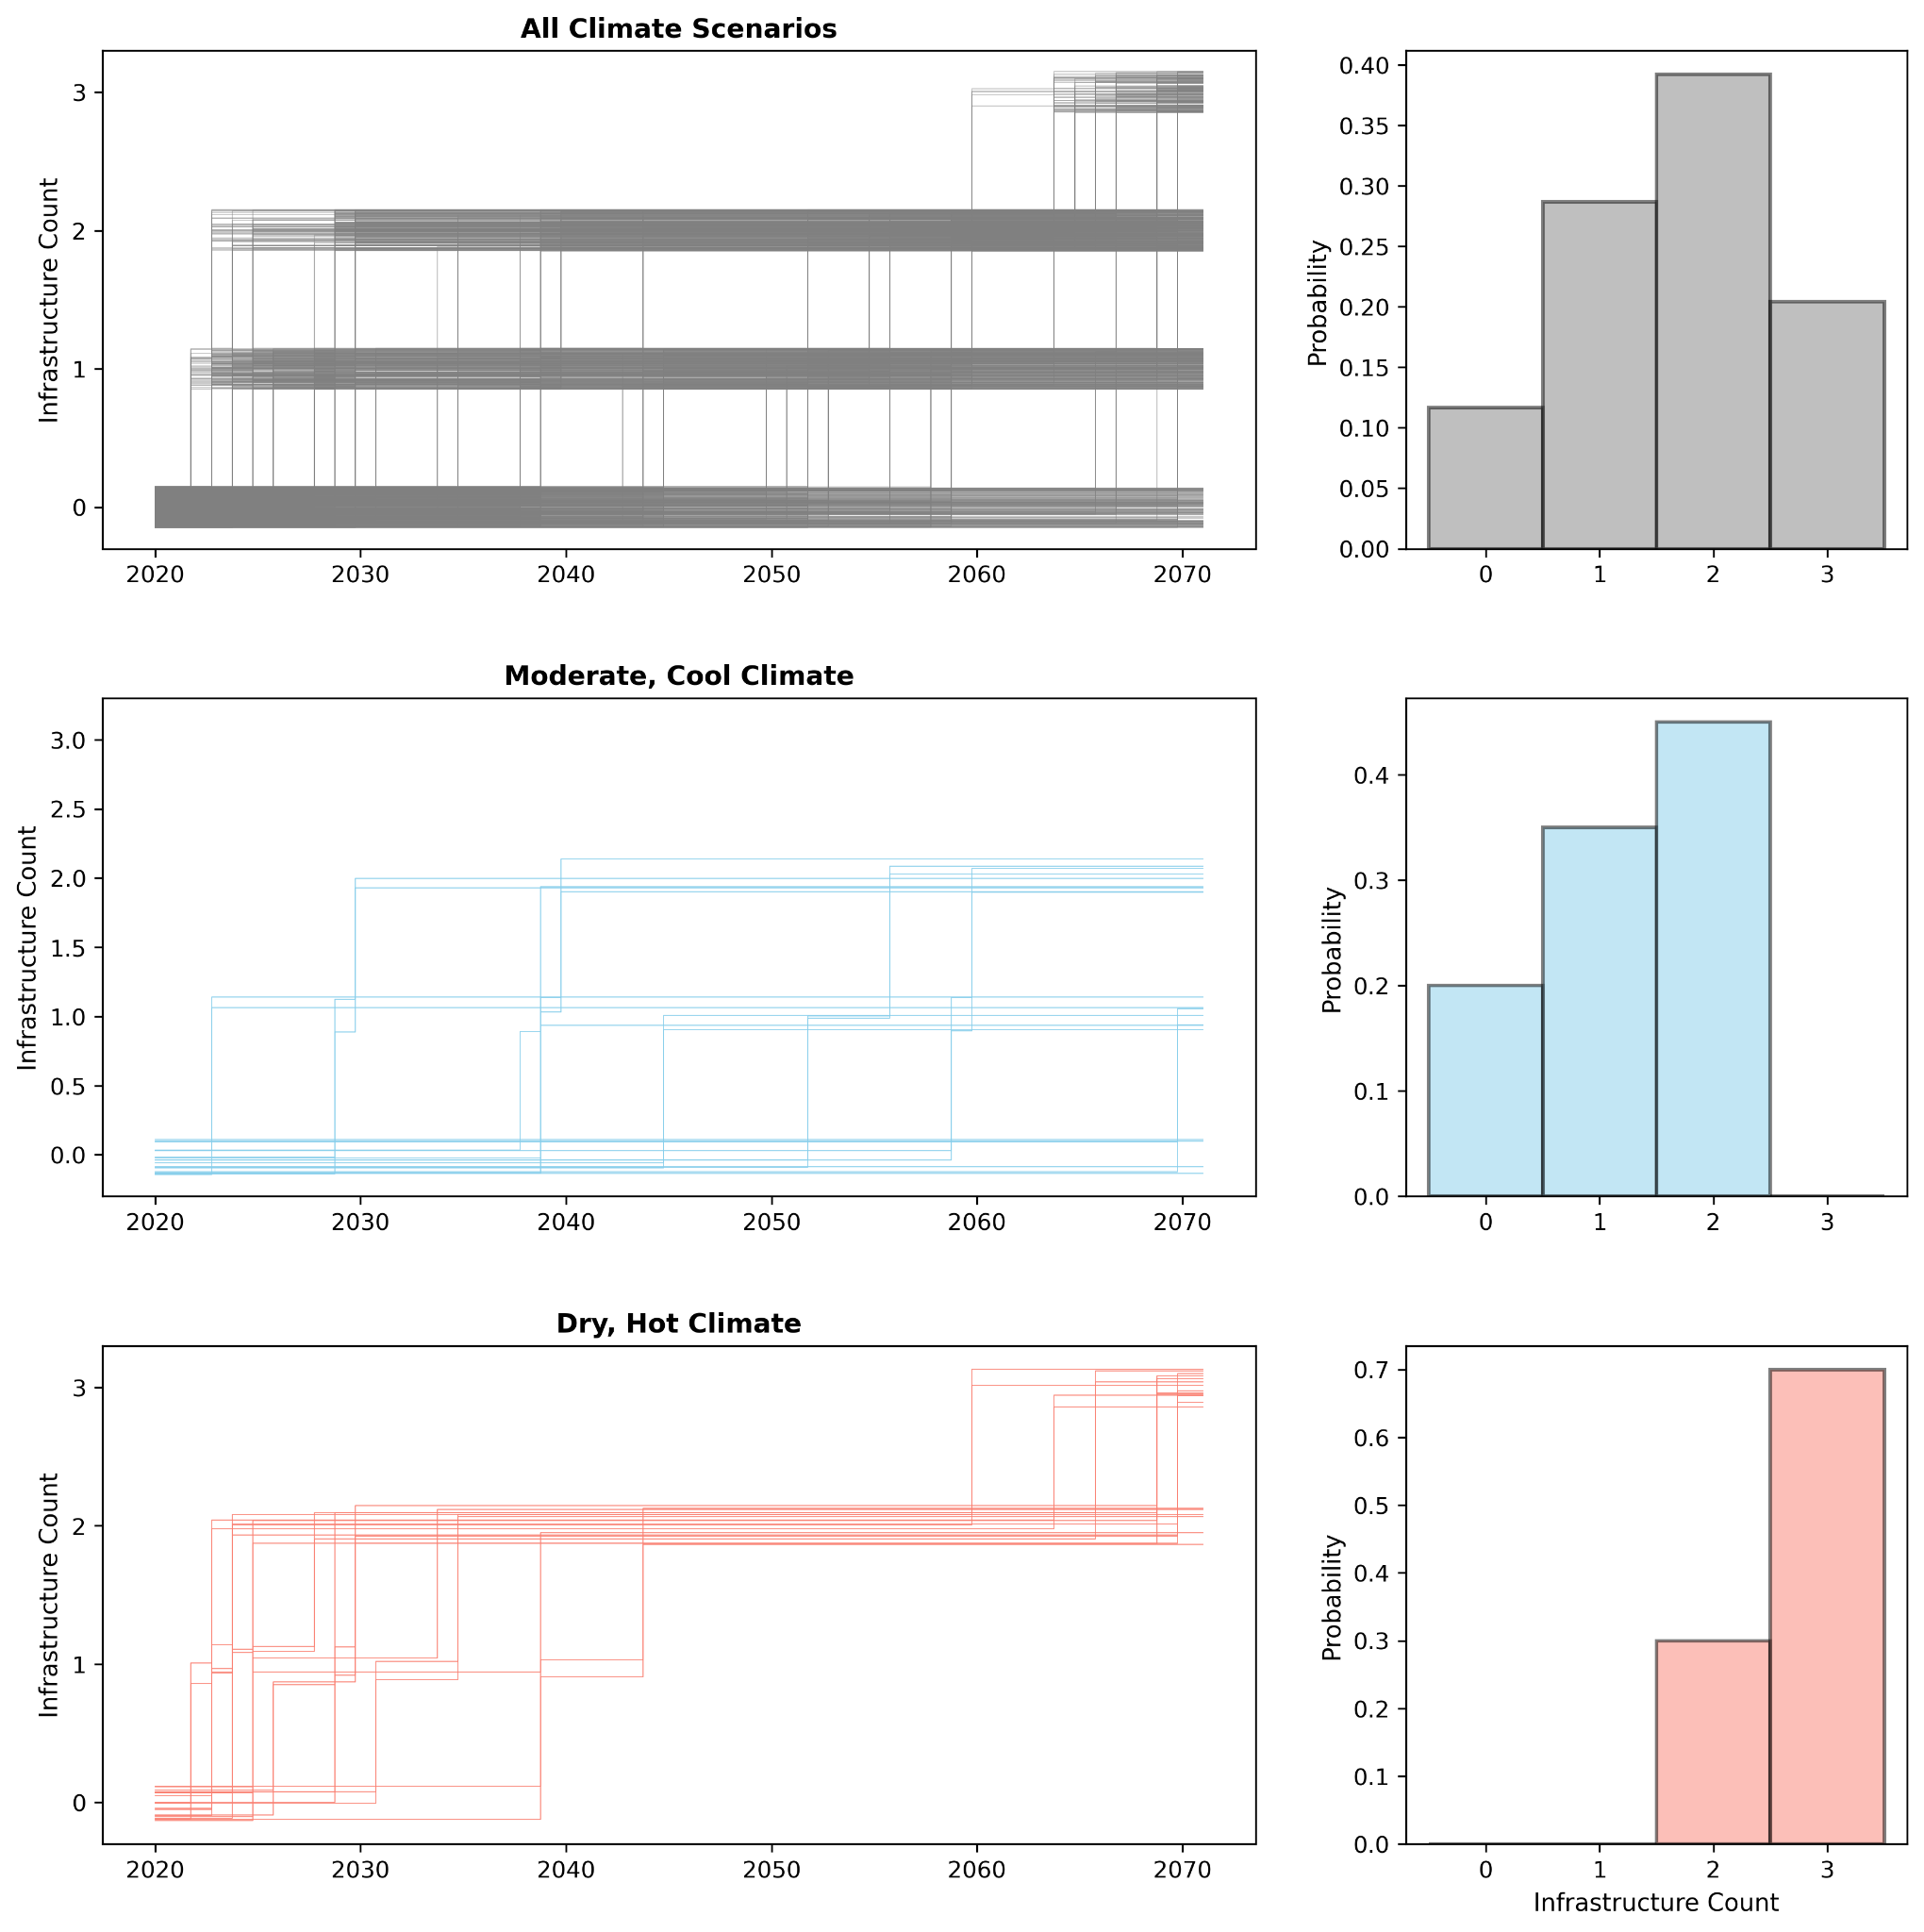 All Climate Scenarios
Infrastructure Count
3
2
1
0
2020 2030 2040 2050 2060 2070
Probability
0.40
0.35
0.30
0.25
0.20
0.15
0.10
0.05
0.00
0 1 2 3
Moderate, Cool Climate
Infrastructure Count
3.0
2.5
2.0
1.5
1.0
0.5
0.0
2020 2030 2040 2050 2060 2070
Probability
0.4
0.3
0.2
0.1
0.0
0 1 2 3
Dry, Hot Climate
Infrastructure Count
3
2
1
0
2020 2030 2040 2050 2060 2070
Probability
0.7
0.6
0.5
0.4
0.3
0.2
0.1
0.0
0 1 2 3
Infrastructure Count